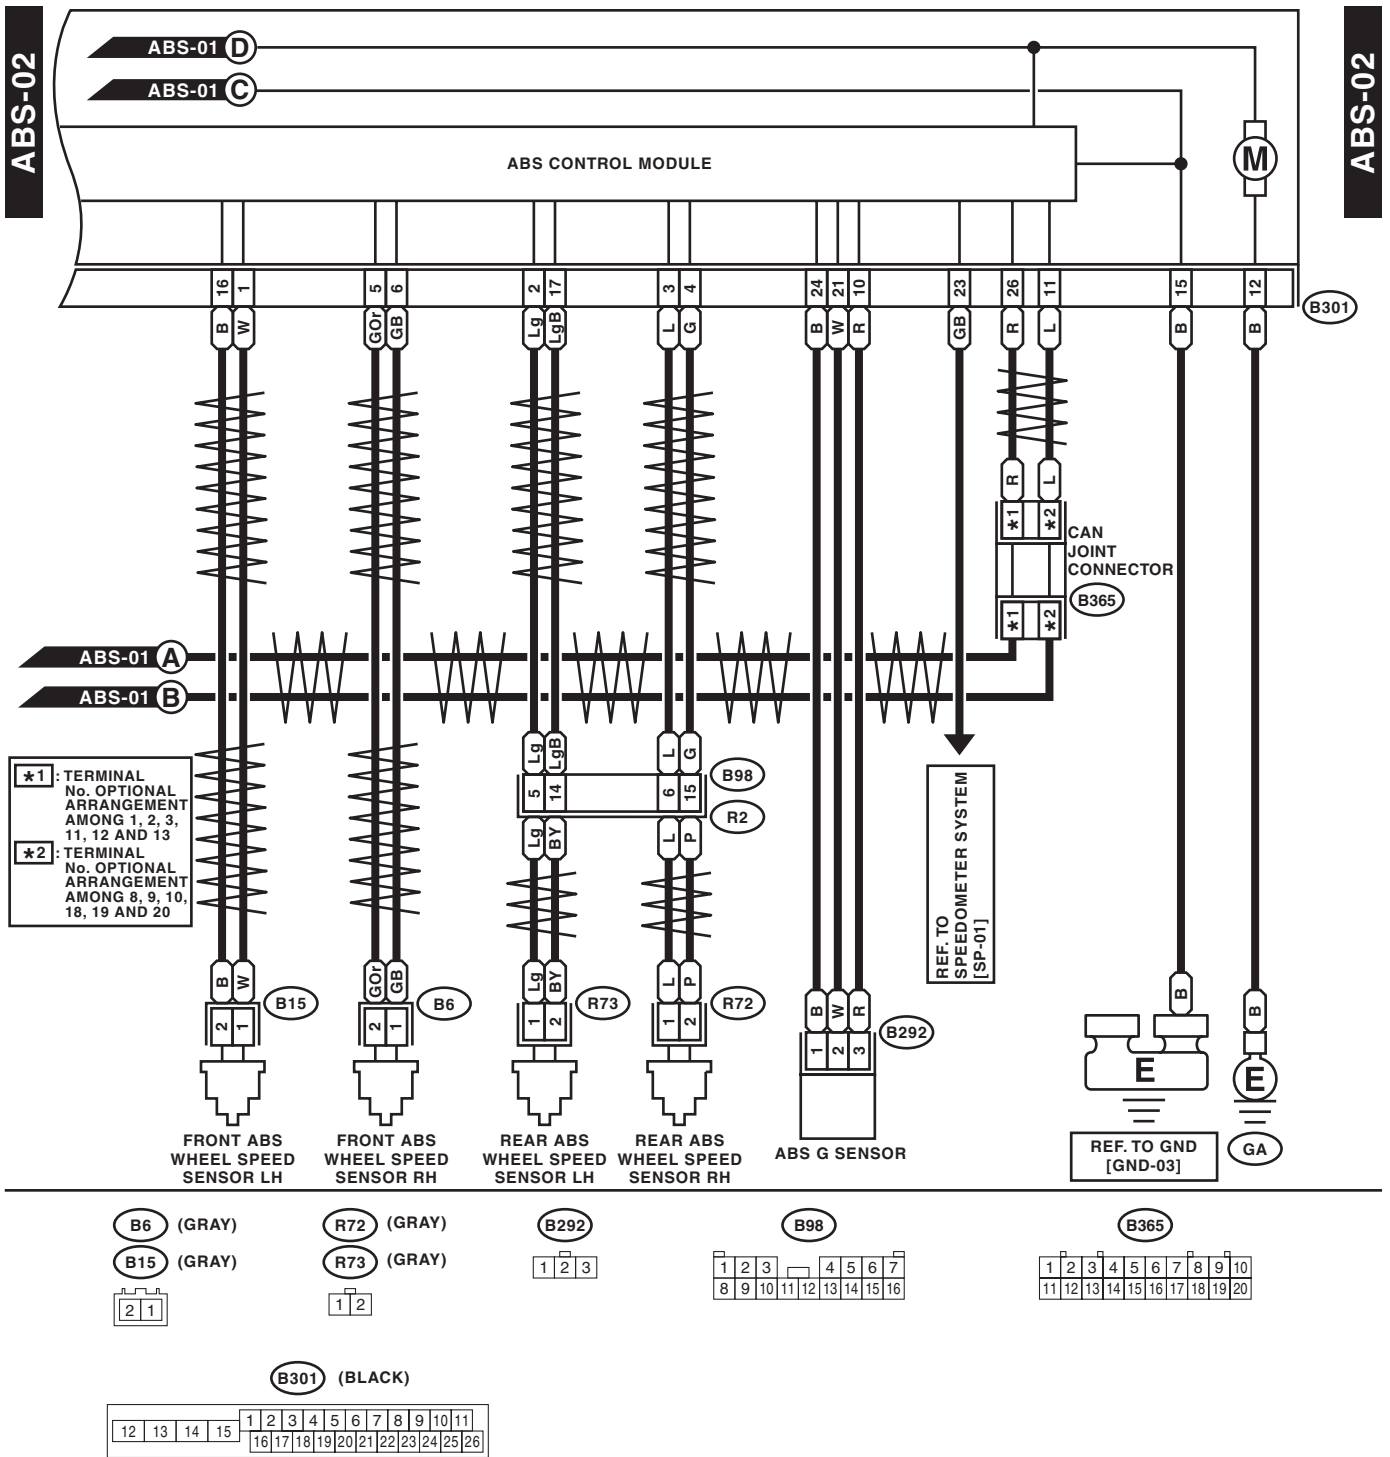 ABS-02
ABS-02
ABS-01 D
ABS-01 C
ABS CONTROL MODULE
M
16 1 5 6 2 17 3 4 24 21 10 23 26 11 15 12
B301
B W GOr GB Lg LgB L G B W R GB R L B B
R L
*1 *2
CAN
JOINT
CONNECTOR
B365
*1 *2
ABS-01 A
ABS-01 B
Lg LgB L G
5 14 6 15
B98
R2
Lg BY L P
*1 : TERMINAL
No. OPTIONAL
ARRANGEMENT
AMONG 1, 2, 3,
11, 12 AND 13
*2 : TERMINAL
No. OPTIONAL
ARRANGEMENT
AMONG 8, 9, 10,
18, 19 AND 20
REF. TO
SPEEDOMETER SYSTEM
[SP-01]
B W GOr GB Lg BY L P B W R B B
B15 B6 R73 R72 B292
2 1 2 1 1 2 1 2 1 2 3
E E
FRONT ABS
WHEEL SPEED
SENSOR LH
FRONT ABS
WHEEL SPEED
SENSOR RH
REAR ABS
WHEEL SPEED
SENSOR LH
REAR ABS
WHEEL SPEED
SENSOR RH
ABS G SENSOR
REF. TO GND
[GND-03]
GA
B6 (GRAY)
B15 (GRAY)
2 1
R72 (GRAY)
R73 (GRAY)
1 2
B292
1 2 3
B98
1 2 3 4 5 6 7
8 9 10 11 12 13 14 15 16
B365
1 2 3 4 5 6 7 8 9 10
11 12 13 14 15 16 17 18 19 20
B301 (BLACK)
12 13 14 15 1 2 3 4 5 6 7 8 9 10 11
16 17 18 19 20 21 22 23 24 25 26